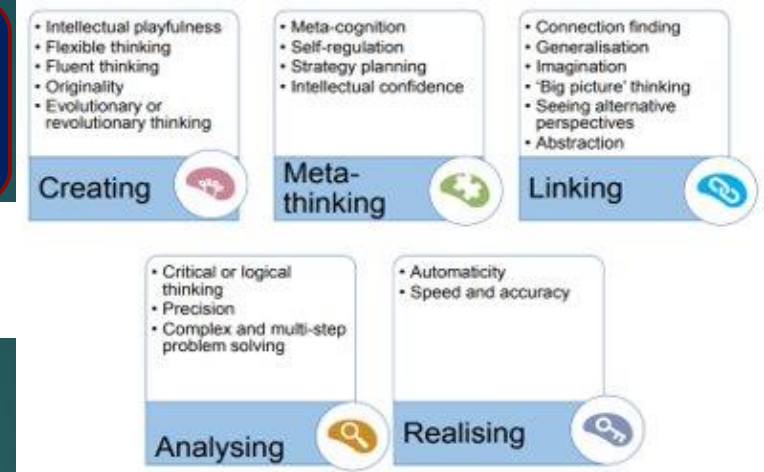 • Intellectual playfulness
• Flexible thinking
• Fluent thinking
• Originality
• Evolutionary or
revolutionary thinking
Creating
• Meta-cognition
• Self-regulation
• Strategy planning
• Intellectual confidence
Meta-
thinking
• Connection finding
• Generalisation
• Imagination
• 'Big picture' thinking
• Seeing alternative
perspectives
• Abstraction
Linking
• Critical or logical
thinking
• Precision
• Complex and multi-step
problem solving
Analysing
• Automaticity
• Speed and accuracy
Realising